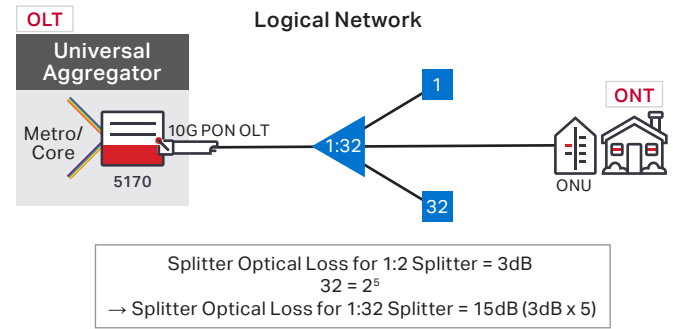 OLT
Logical Network
Universal
Aggregator
Metro/
Core
5170
10G PON OLT
1:32
1
32
ONU
ONT
Splitter Optical Loss for 1:2 Splitter = 3dB
32 = 2⁵
→ Splitter Optical Loss for 1:32 Splitter = 15dB (3dB x 5)